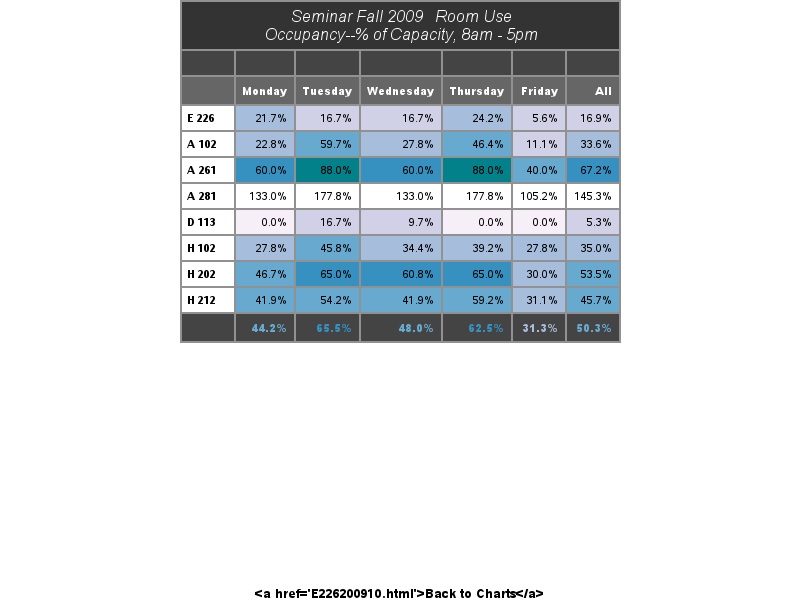 Seminar Fall 2009 Room Use
Occupancy--% of Capacity, 8am - 5pm
Monday Tuesday Wednesday Thursday Friday All
E 226 21.7% 16.7% 16.7% 24.2% 5.6% 16.9%
A 102 22.8% 59.7% 27.8% 46.4% 11.1% 33.6%
A 261 60.0% 88.0% 60.0% 88.0% 40.0% 67.2%
A 281 133.0% 177.8% 133.0% 177.8% 105.2% 145.3%
D 113 0.0% 16.7% 9.7% 0.0% 0.0% 5.3%
H 102 27.8% 45.8% 34.4% 39.2% 27.8% 35.0%
H 202 46.7% 65.0% 60.8% 65.0% 30.0% 53.5%
H 212 41.9% 54.2% 41.9% 59.2% 31.1% 45.7%
44.2% 65.5% 48.0% 62.5% 31.3% 50.3%
<a href='E226200910.html'>Back to Charts</a>